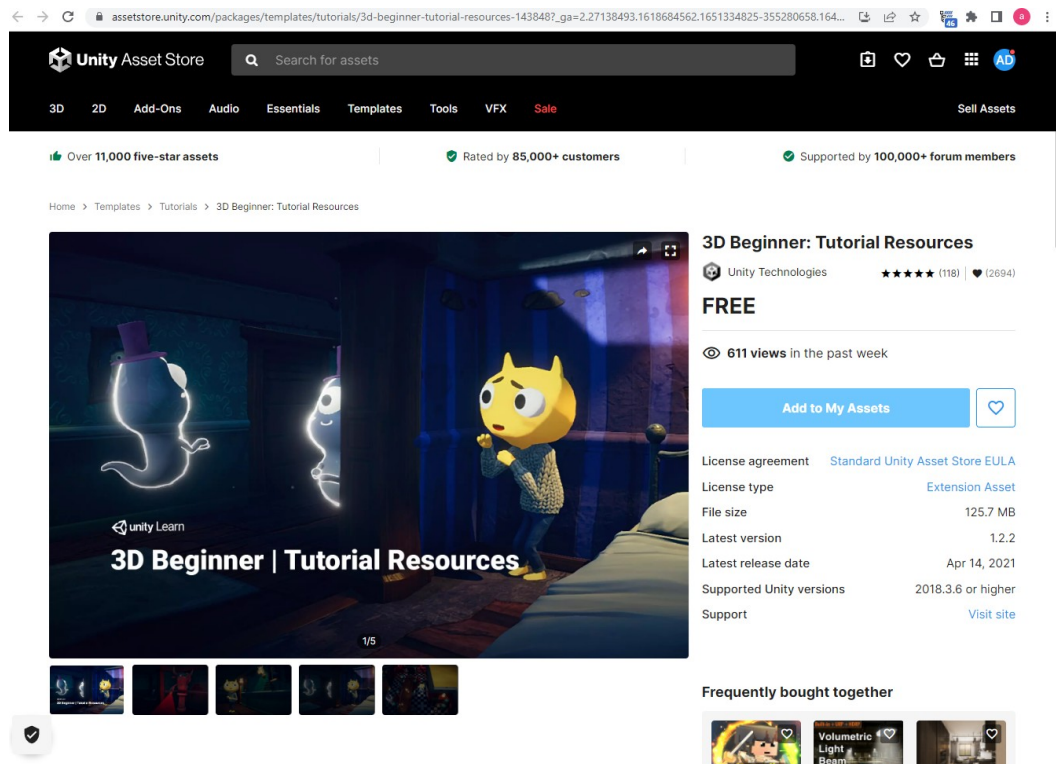 assetstore.unity.com/packages/templates/tutorials/3d-beginner-tutorial-resources-143848?_ga=2.27138493.1618684562.1651334825-355280658.164...
46
a
Unity Asset Store
Search for assets
AD
3D 2D Add-Ons Audio Essentials Templates Tools VFX Sale Sell Assets
Over 11,000 five-star assets Rated by 85,000+ customers Supported by 100,000+ forum members
Home > Templates > Tutorials > 3D Beginner: Tutorial Resources
3D Beginner: Tutorial Resources
Unity Technologies ★★★★★ (118) (2694)
FREE
611 views in the past week
Add to My Assets
License agreement Standard Unity Asset Store EULA
License type Extension Asset
File size 125.7 MB
Latest version 1.2.2
Latest release date Apr 14, 2021
Supported Unity versions 2018.3.6 or higher
Support Visit site
unity Learn
3D Beginner | Tutorial Resources
1/5
Frequently bought together
Volumetric
Light
Beam